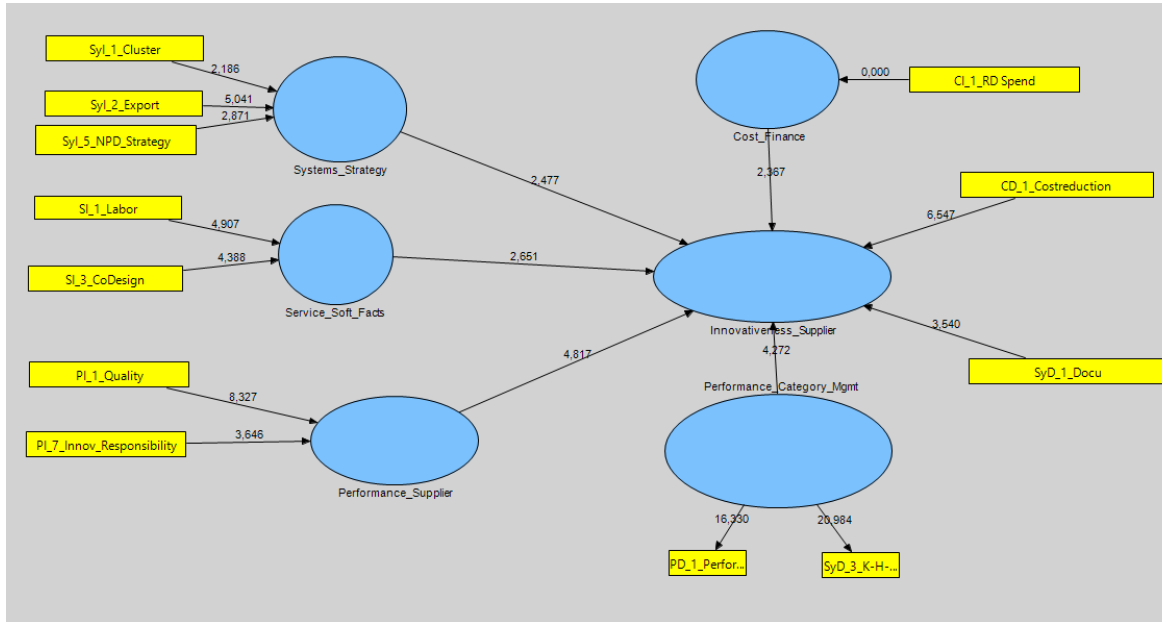 SyI_1_Cluster
2,186
SyI_2_Export
5,041
2,871
SyI_5_NPD_Strategy
Systems_Strategy
2,477
0,000
CI_1_RD Spend
Cost_Finance
2,367
CD_1_Costreduction
6,547
SI_1_Labor
4,907
4,388
SI_3_CoDesign
Service_Soft_Facts
2,651
Innovativeness_Supplier
3,540
SyD_1_Docu
4,817
4,272
PI_1_Quality
8,327
Performance_Category_Mgmt
3,646
PI_7_Innov_Responsibility
Performance_Supplier
16,330
20,984
PD_1_Perfor...
SyD_3_K-H-...